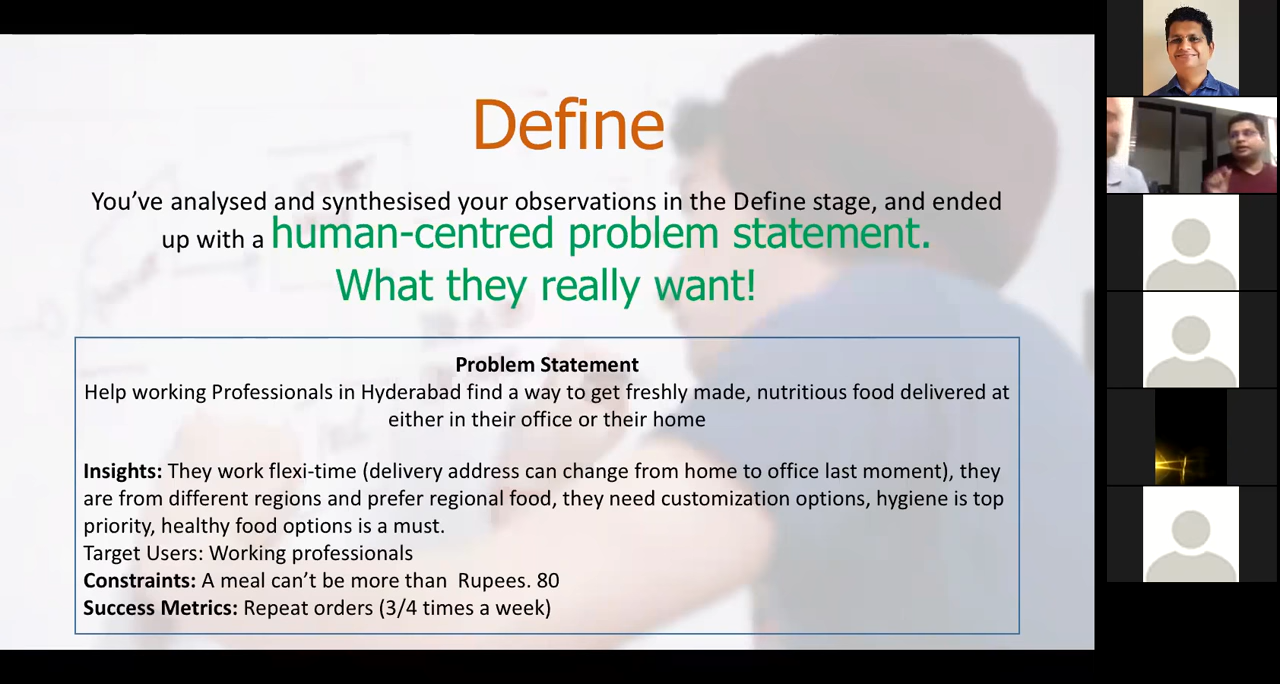 Define
You’ve analysed and synthesised your observations in the Define stage, and ended
up with a human-centred problem statement.
What they really want!
Problem Statement
Help working Professionals in Hyderabad find a way to get freshly made, nutritious food delivered at
either in their office or their home
Insights: They work flexi-time (delivery address can change from home to office last moment), they
are from different regions and prefer regional food, they need customization options, hygiene is top
priority, healthy food options is a must.
Target Users: Working professionals
Constraints: A meal can’t be more than  Rupees. 80
Success Metrics: Repeat orders (3/4 times a week)